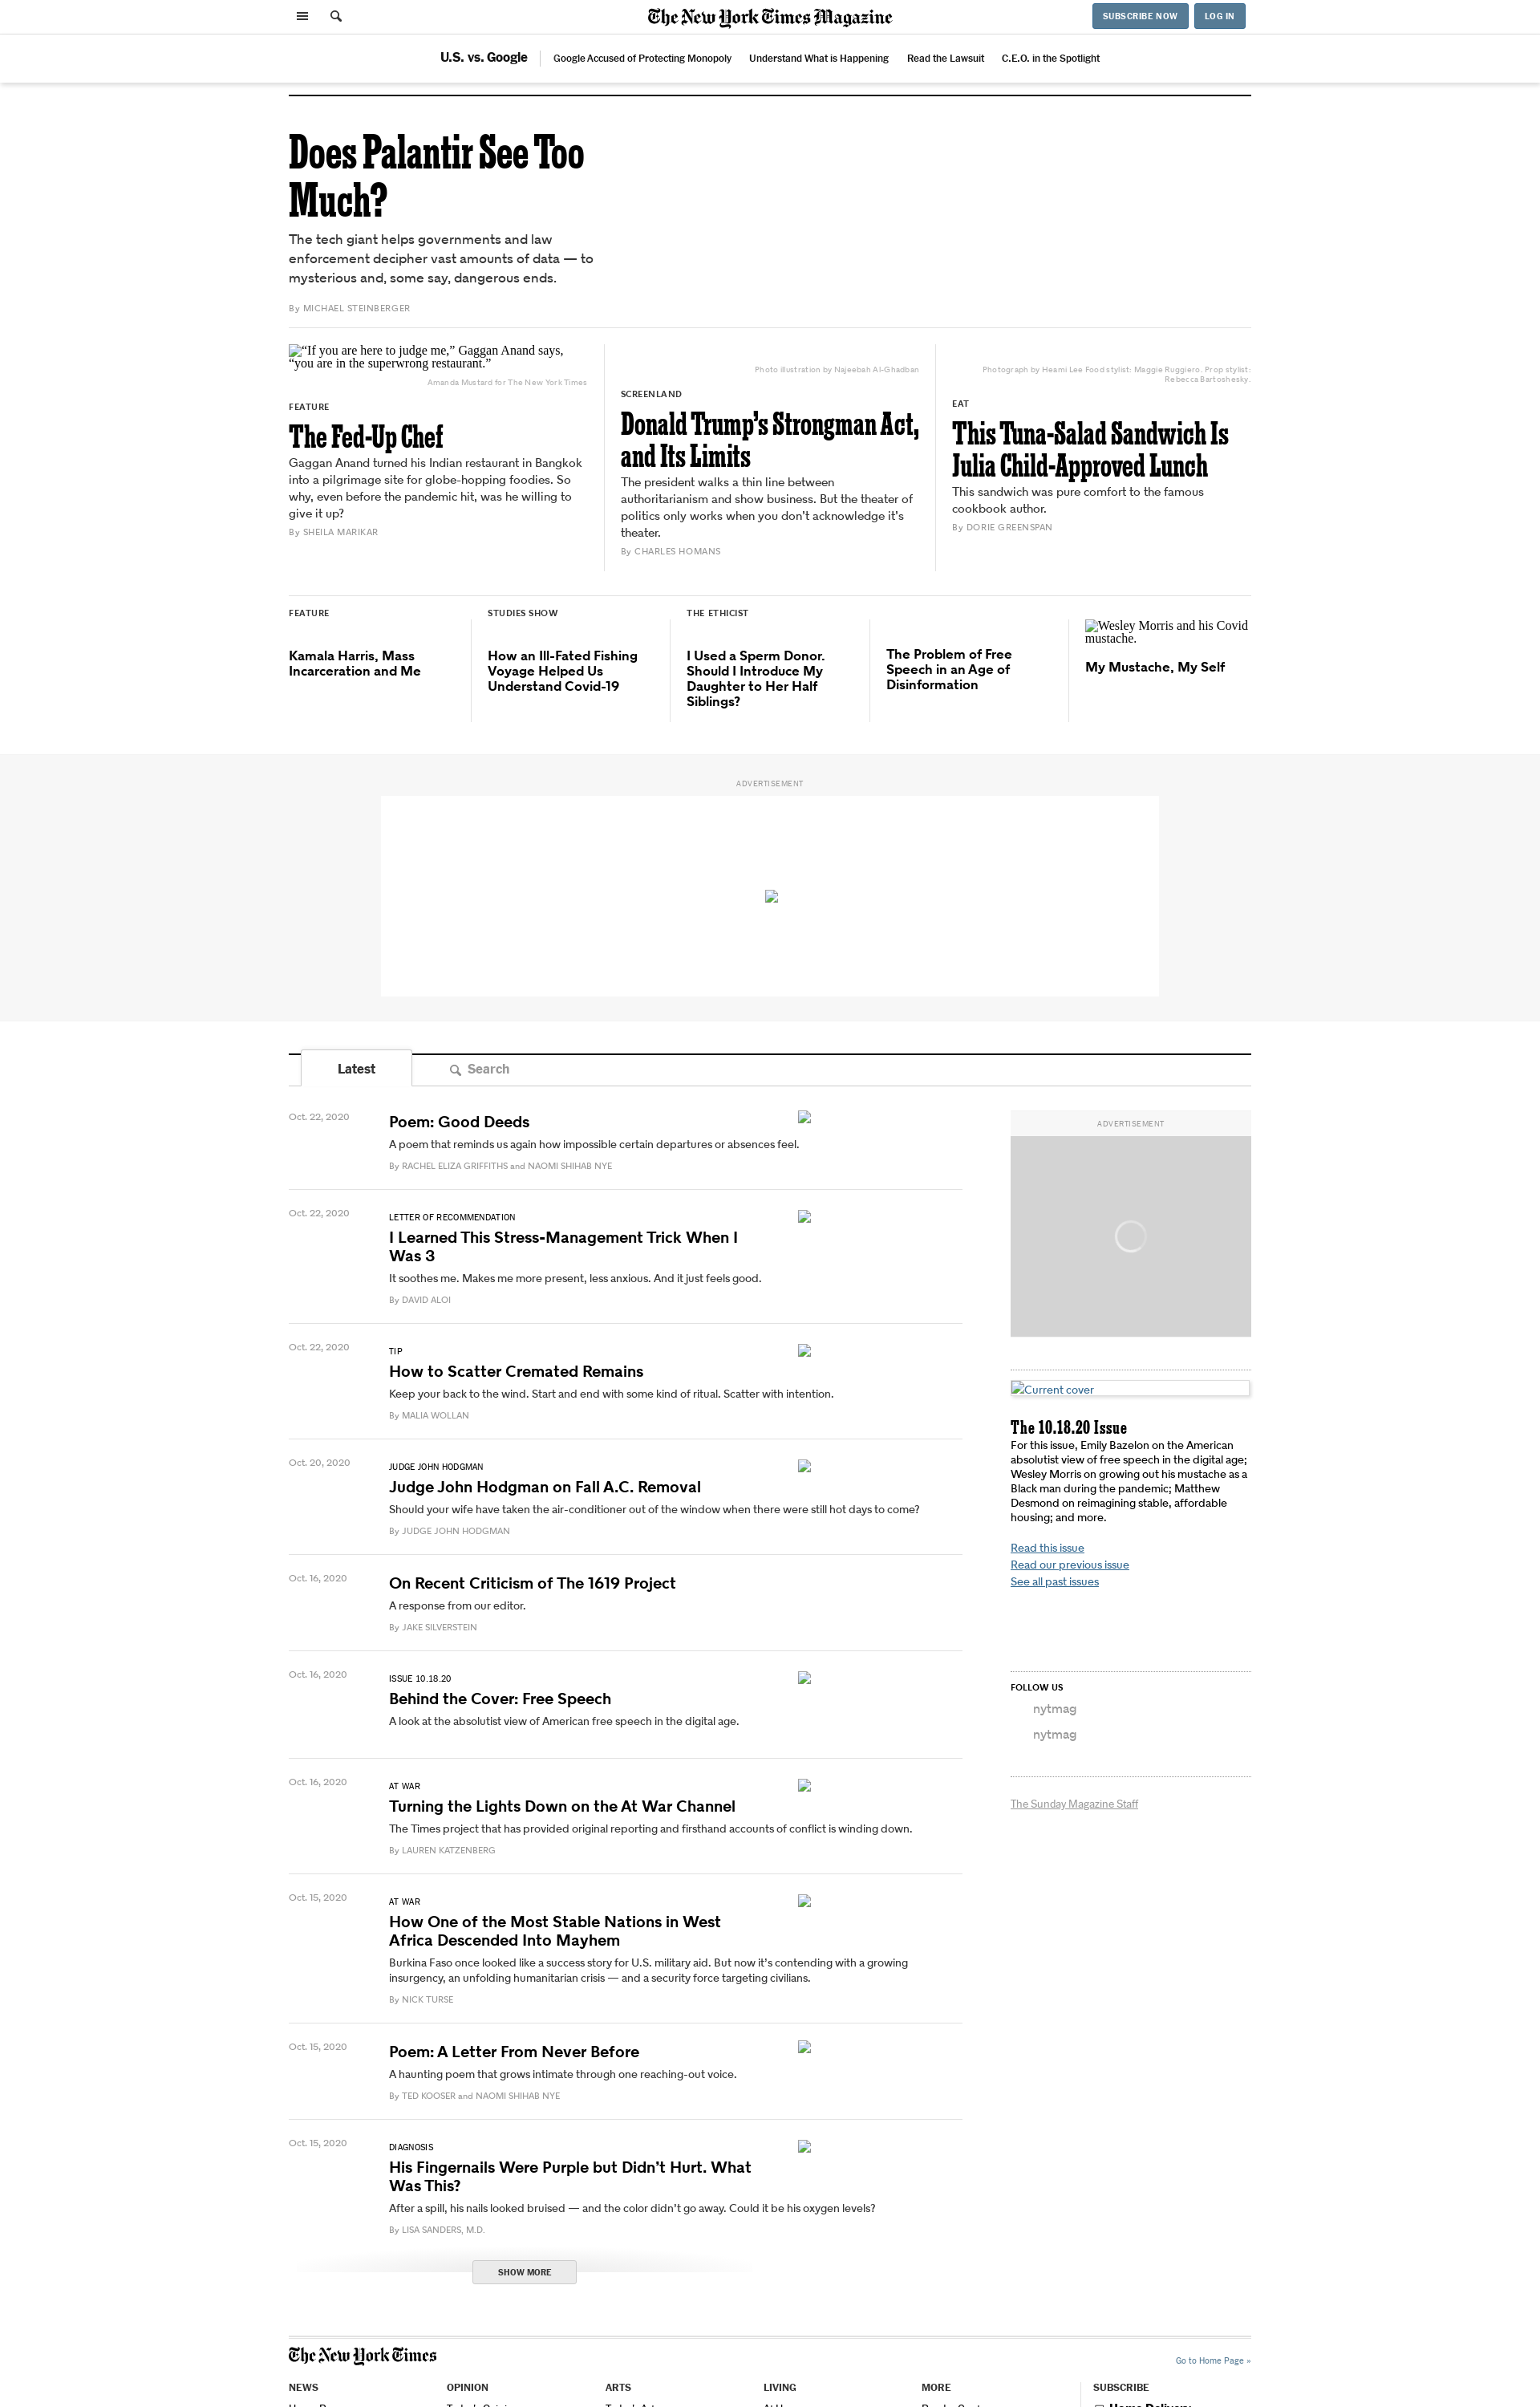 The New York Times Magazine
SUBSCRIBE NOW
LOG IN
U.S. vs. Google
Google Accused of Protecting Monopoly
Understand What is Happening
Read the Lawsuit
C.E.O. in the Spotlight
Does Palantir See Too
Much?
The tech giant helps governments and law
enforcement decipher vast amounts of data — to
mysterious and, some say, dangerous ends.
By MICHAEL STEINBERGER
“If you are here to judge me,” Gaggan Anand says,
“you are in the superwrong restaurant.”
Amanda Mustard for The New York Times
FEATURE
The Fed-Up Chef
Gaggan Anand turned his Indian restaurant in Bangkok
into a pilgrimage site for globe-hopping foodies. So
why, even before the pandemic hit, was he willing to
give it up?
By SHEILA MARIKAR
Photo illustration by Najeebah Al-Ghadban
SCREENLAND
Donald Trump’s Strongman Act,
and Its Limits
The president walks a thin line between
authoritarianism and show business. But the theater of
politics only works when you don’t acknowledge it’s
theater.
By CHARLES HOMANS
Photograph by Heami Lee Food stylist: Maggie Ruggiero. Prop stylist:
Rebecca Bartoshesky.
EAT
This Tuna-Salad Sandwich Is
Julia Child-Approved Lunch
This sandwich was pure comfort to the famous
cookbook author.
By DORIE GREENSPAN
FEATURE
Kamala Harris, Mass
Incarceration and Me
STUDIES SHOW
How an Ill-Fated Fishing
Voyage Helped Us
Understand Covid-19
THE ETHICIST
I Used a Sperm Donor.
Should I Introduce My
Daughter to Her Half
Siblings?
The Problem of Free
Speech in an Age of
Disinformation
Wesley Morris and his Covid
mustache.
My Mustache, My Self
ADVERTISEMENT
Latest
Search
Oct. 22, 2020
Poem: Good Deeds
A poem that reminds us again how impossible certain departures or absences feel.
By RACHEL ELIZA GRIFFITHS and NAOMI SHIHAB NYE
Oct. 22, 2020
LETTER OF RECOMMENDATION
I Learned This Stress-Management Trick When I
Was 3
It soothes me. Makes me more present, less anxious. And it just feels good.
By DAVID ALOI
Oct. 22, 2020
TIP
How to Scatter Cremated Remains
Keep your back to the wind. Start and end with some kind of ritual. Scatter with intention.
By MALIA WOLLAN
Oct. 20, 2020
JUDGE JOHN HODGMAN
Judge John Hodgman on Fall A.C. Removal
Should your wife have taken the air-conditioner out of the window when there were still hot days to come?
By JUDGE JOHN HODGMAN
Oct. 16, 2020
On Recent Criticism of The 1619 Project
A response from our editor.
By JAKE SILVERSTEIN
Oct. 16, 2020
ISSUE 10.18.20
Behind the Cover: Free Speech
A look at the absolutist view of American free speech in the digital age.
Oct. 16, 2020
AT WAR
Turning the Lights Down on the At War Channel
The Times project that has provided original reporting and firsthand accounts of conflict is winding down.
By LAUREN KATZENBERG
Oct. 15, 2020
AT WAR
How One of the Most Stable Nations in West
Africa Descended Into Mayhem
Burkina Faso once looked like a success story for U.S. military aid. But now it’s contending with a growing
insurgency, an unfolding humanitarian crisis — and a security force targeting civilians.
By NICK TURSE
Oct. 15, 2020
Poem: A Letter From Never Before
A haunting poem that grows intimate through one reaching-out voice.
By TED KOOSER and NAOMI SHIHAB NYE
Oct. 15, 2020
DIAGNOSIS
His Fingernails Were Purple but Didn’t Hurt. What
Was This?
After a spill, his nails looked bruised — and the color didn’t go away. Could it be his oxygen levels?
By LISA SANDERS, M.D.
SHOW MORE
ADVERTISEMENT
Current cover
The 10.18.20 Issue
For this issue, Emily Bazelon on the American
absolutist view of free speech in the digital age;
Wesley Morris on growing out his mustache as a
Black man during the pandemic; Matthew
Desmond on reimagining stable, affordable
housing; and more.
Read this issue
Read our previous issue
See all past issues
FOLLOW US
nytmag
nytmag
The Sunday Magazine Staff
The New York Times
Go to Home Page »
NEWS
OPINION
ARTS
LIVING
MORE
SUBSCRIBE